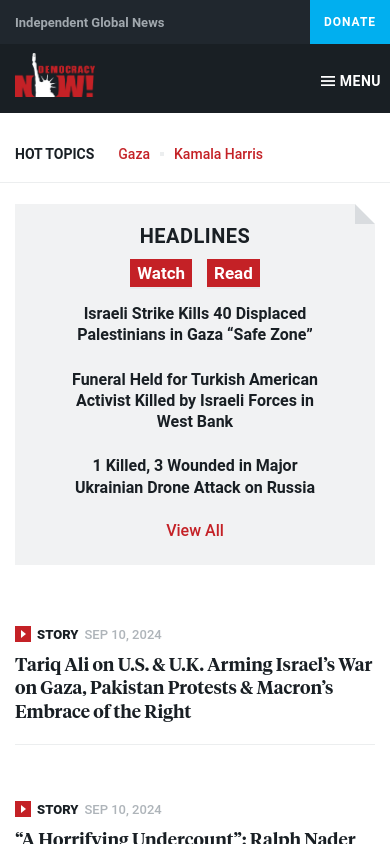 Independent Global News
DONATE
DEMOCRACY
NOW!
MENU
HOT TOPICS
Gaza
Kamala Harris
HEADLINES
Watch
Read
Israeli Strike Kills 40 Displaced
Palestinians in Gaza “Safe Zone”
Funeral Held for Turkish American
Activist Killed by Israeli Forces in
West Bank
1 Killed, 3 Wounded in Major
Ukrainian Drone Attack on Russia
View All
STORY SEP 10, 2024
Tariq Ali on U.S. & U.K. Arming Israel’s War
on Gaza, Pakistan Protests & Macron’s
Embrace of the Right
STORY SEP 10, 2024
“A Horrifying Undercount”: Ralph Nader